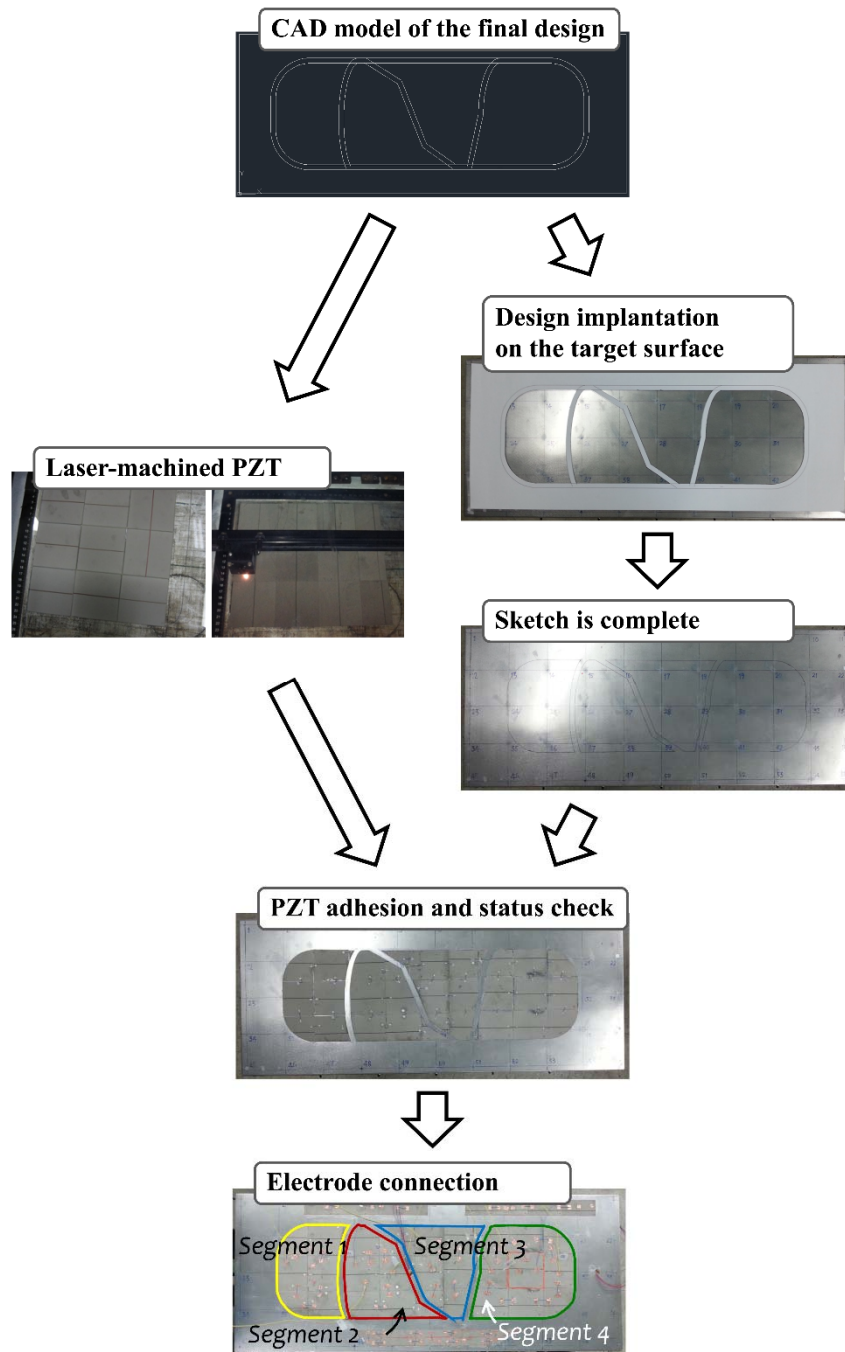 CAD model of the final design
Y
X
Design implantation
on the target surface
Laser-machined PZT
Sketch is complete
PZT adhesion and status check
Electrode connection
Segment 1
Segment 3
Segment 2
Segment 4